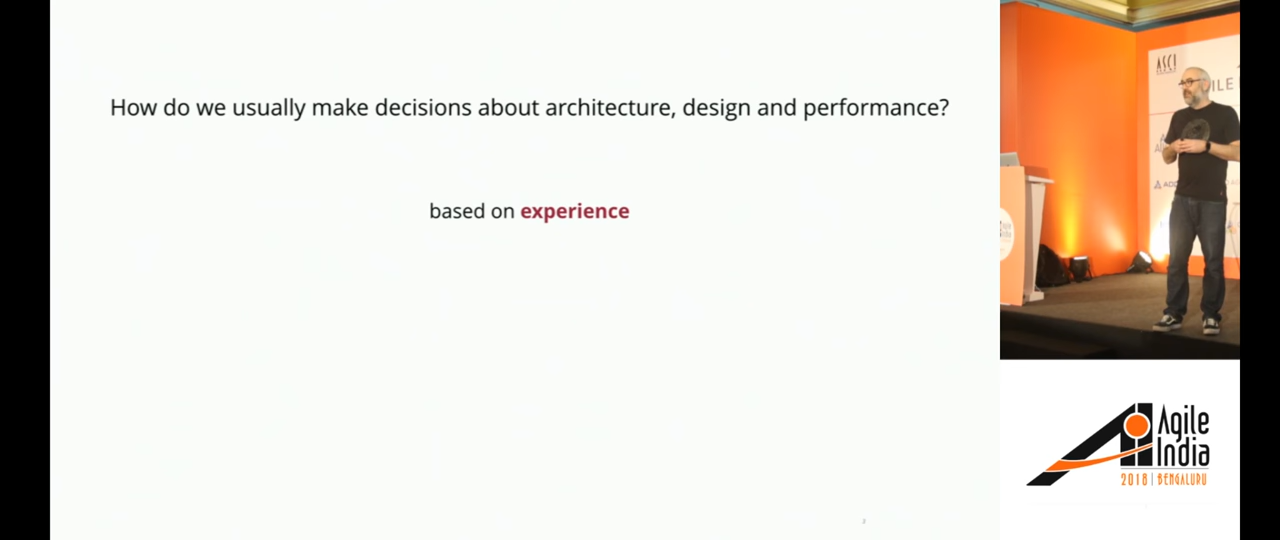 How do we usually make decisions about architecture, design and performance?
based on experience
ASCI
Agile
India
2018 | BENGALURU